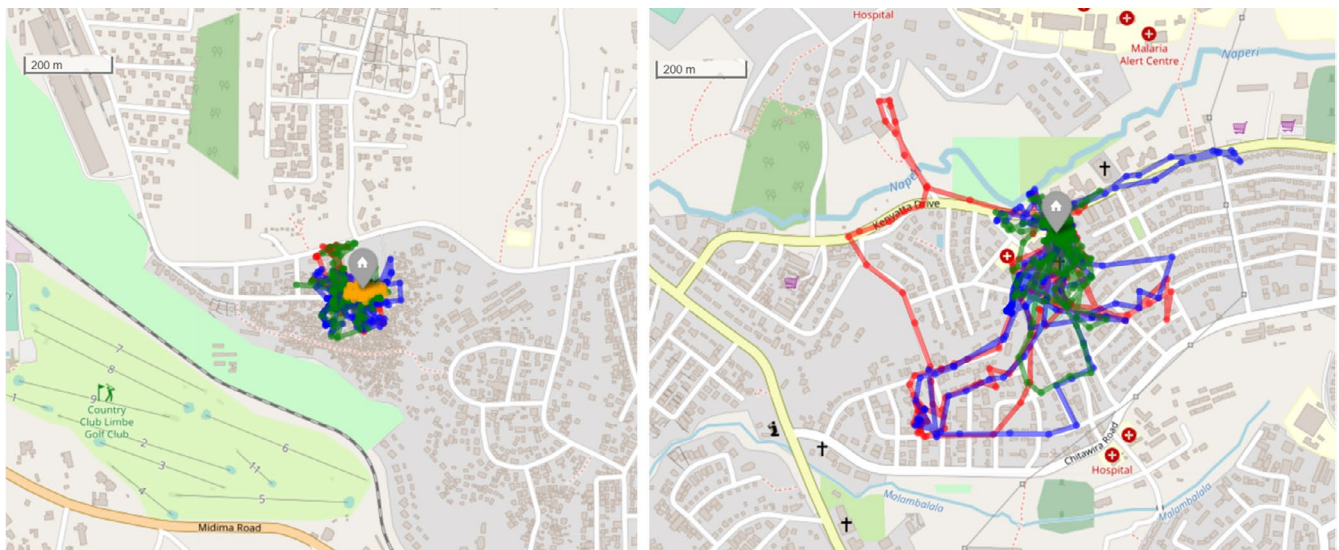 200 m
7
8
9
1
Country
Club Limbe
Golf Club
2
6
3
11
4
5
Midima Road
Hospital
200 m
Malaria
Alert Centre
Naperi
Kenyatta Drive
i
Chitawira Road
Hospital
Malambalala
Malambalala